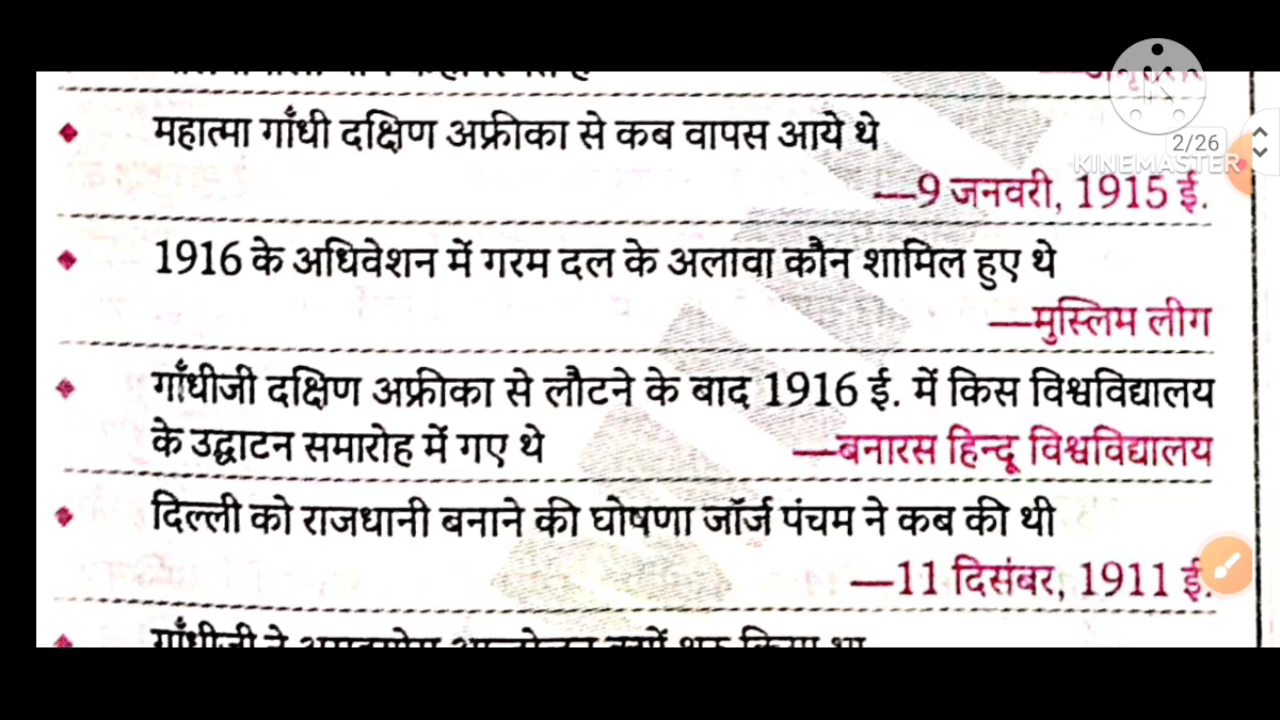 महात्मा गाँधी दक्षिण अफ्रीका से कब वापस आये थे
—9 जनवरी, 1915 ई.
2/26
KINEMASTER
1916 के अधिवेशन में गरम दल के अलावा कौन शामिल हुए थे
—मुस्लिम लीग
गाँधीजी दक्षिण अफ्रीका से लौटने के बाद 1916 ई. में किस विश्वविद्यालय
के उद्घाटन समारोह में गए थे —बनारस हिन्दू विश्वविद्यालय
दिल्ली को राजधानी बनाने की घोषणा जॉर्ज पंचम ने कब की थी
—11 दिसंबर, 1911 ई.